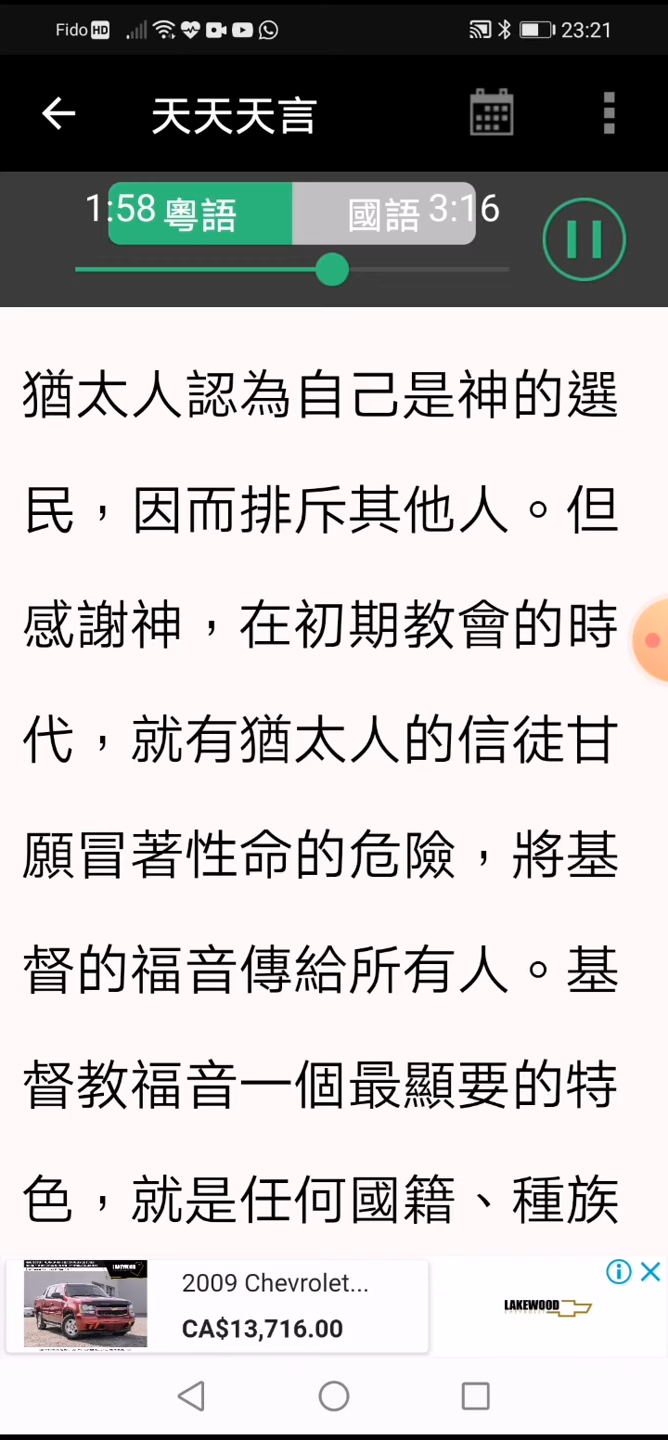 Fido HD 23:21
天天天言
1:58 粵語 國語 3:16
猶太人認為自己是神的選
民，因而排斥其他人。但
感謝神，在初期教會的時
代，就有猶太人的信徒甘
願冒著性命的危險，將基
督的福音傳給所有人。基
督教福音一個最顯要的特
色，就是任何國籍、種族
2009 Chevrolet...
CA$13,716.00
LAKEWOOD